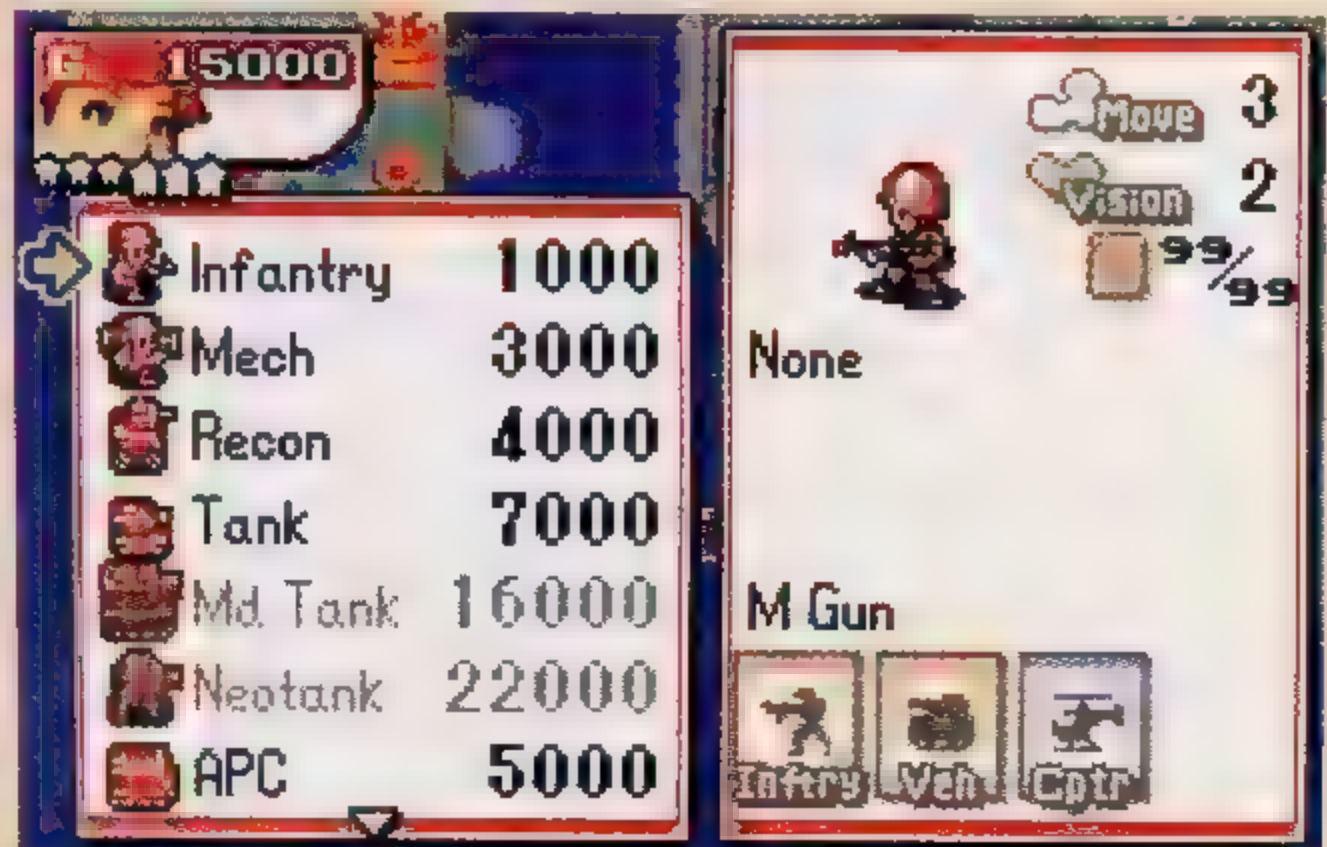 G 15000
Infantry 1000
Mech 3000
Recon 4000
Tank 7000
Md Tank 16000
Neotank 22000
APC 5000
Move 3
Vision 2
99/99
None
M Gun
Inftry Veh Cptr